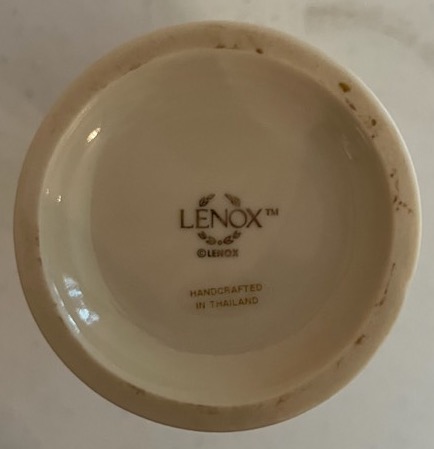 LENOX™
©LENOX
HANDCRAFTED
IN THAILAND